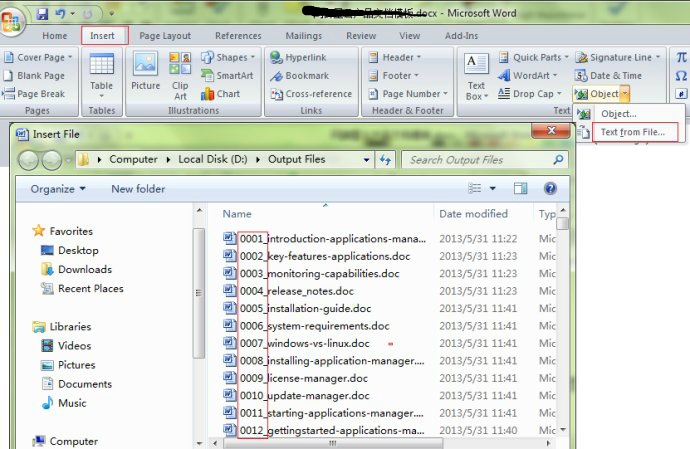 产品文档模板.docx - Microsoft Word
Home Insert Page Layout References Mailings Review View Add-Ins
Cover Page Blank Page Page Break Pages
Table Tables
Picture Clip Art Shapes SmartArt Chart Illustrations
Hyperlink Bookmark Cross-reference Links
Header Footer Page Number Header & Footer
Text Box Quick Parts WordArt Drop Cap Signature Line Date & Time Object Text
Object...
Text from File...
Insert File
Computer Local Disk (D:) Output Files Search Output Files
Organize New folder
Name Date modified Typ
Favorites
Desktop
Downloads
Recent Places
Libraries
Videos
Pictures
Documents
Music
Computer
0001_introduction-applications-mana... 2013/5/31 11:22 Mic
0002_key-features-applications.doc 2013/5/31 11:23 Mic
0003_monitoring-capabilities.doc 2013/5/31 11:23 Mic
0004_release_notes.doc 2013/5/31 11:23 Mic
0005_installation-guide.doc 2013/5/31 11:41 Mic
0006_system-requirements.doc 2013/5/31 11:41 Mic
0007_windows-vs-linux.doc 2013/5/31 11:41 Mic
0008_installing-application-manager.... 2013/5/31 11:41 Mic
0009_license-manager.doc 2013/5/31 11:41 Mic
0010_update-manager.doc 2013/5/31 11:41 Mic
0011_starting-applications-manager.... 2013/5/31 11:41 Mic
0012_gettingstarted-applications-ma... 2013/5/31 11:40 Mic